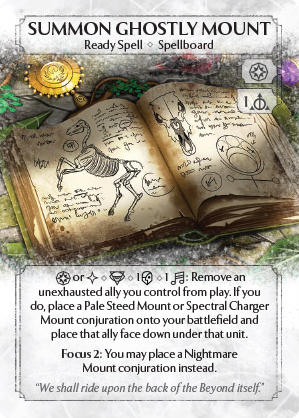 SUMMON GHOSTLY MOUNT
Ready Spell ◇ Spellboard
1
or ◇ ◇ 1 ◇ 1 : Remove an
unexhausted ally you control from play. If you
do, place a Pale Steed Mount or Spectral Charger
Mount conjuration onto your battlefield and
place that ally face down under that unit.
Focus 2: You may place a Nightmare
Mount conjuration instead.
"We shall ride upon the back of the Beyond itself."